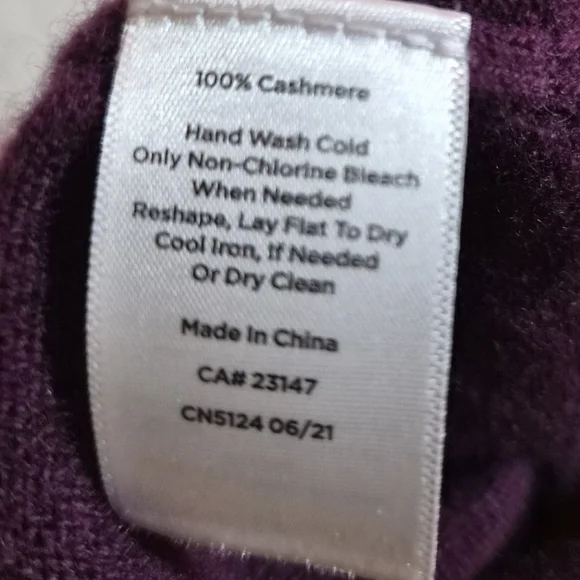 100% Cashmere
Hand Wash Cold
Only Non-Chlorine Bleach
When Needed
Reshape, Lay Flat To Dry
Cool Iron, If Needed
Or Dry Clean
Made In China
CA# 23147
CN5124 06/21